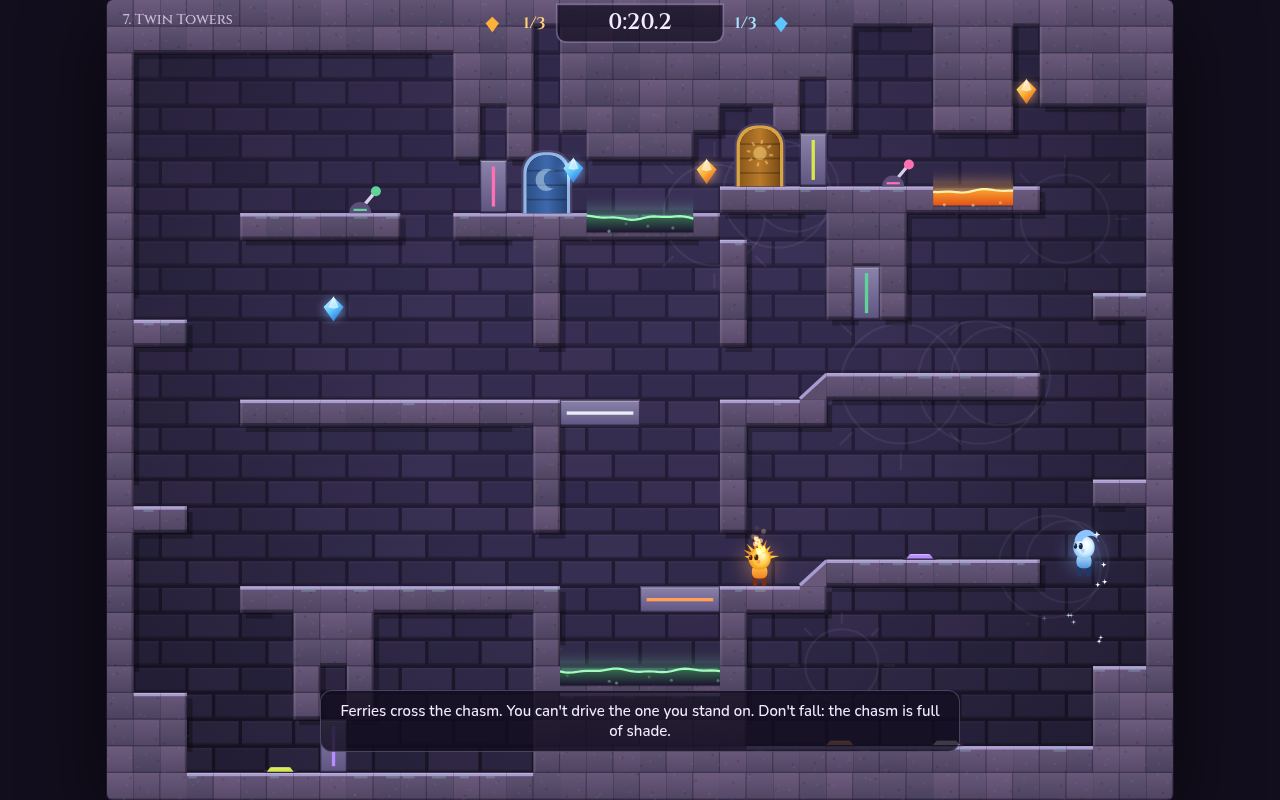 7. Twin Towers
1/3
0:20.2
1/3
Ferries cross the chasm. You can't drive the one you stand on. Don't fall: the chasm is full
of shade.